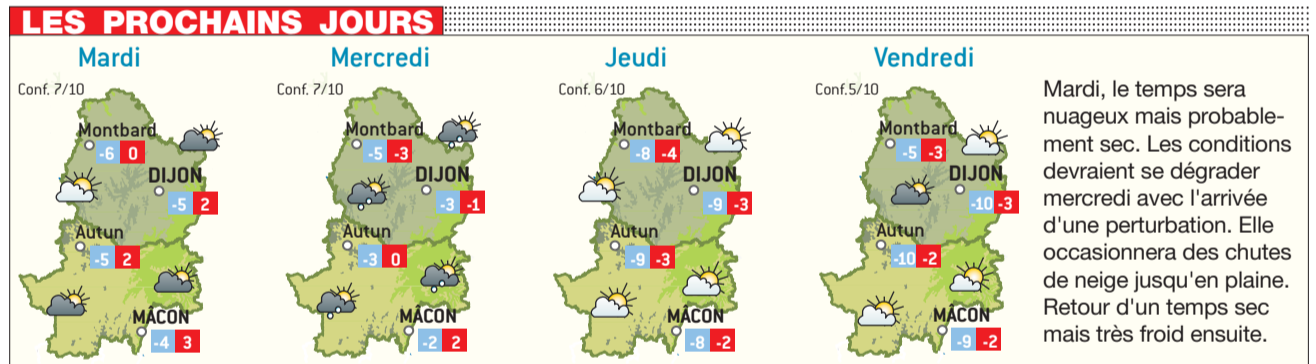 LES PROCHAINS JOURS
Mardi
Conf. 7/10
Montbard
-6 0
DIJON
-5 2
Autun
-5 2
MÂCON
-4 3
Mercredi
Conf. 7/10
Montbard
-5 -3
DIJON
-3 -1
Autun
-3 0
MÂCON
-2 2
Jeudi
Conf. 6/10
Montbard
-8 -4
DIJON
-9 -3
Autun
-9 -3
MÂCON
-8 -2
Vendredi
Conf.5/10
Montbard
-5 -3
DIJON
-10 -3
Autun
-10 -2
MÂCON
-9 -2
Mardi, le temps sera
nuageux mais probable-
ment sec. Les conditions
devraient se dégrader
mercredi avec l'arrivée
d'une perturbation. Elle
occasionnera des chutes
de neige jusqu'en plaine.
Retour d'un temps sec
mais très froid ensuite.